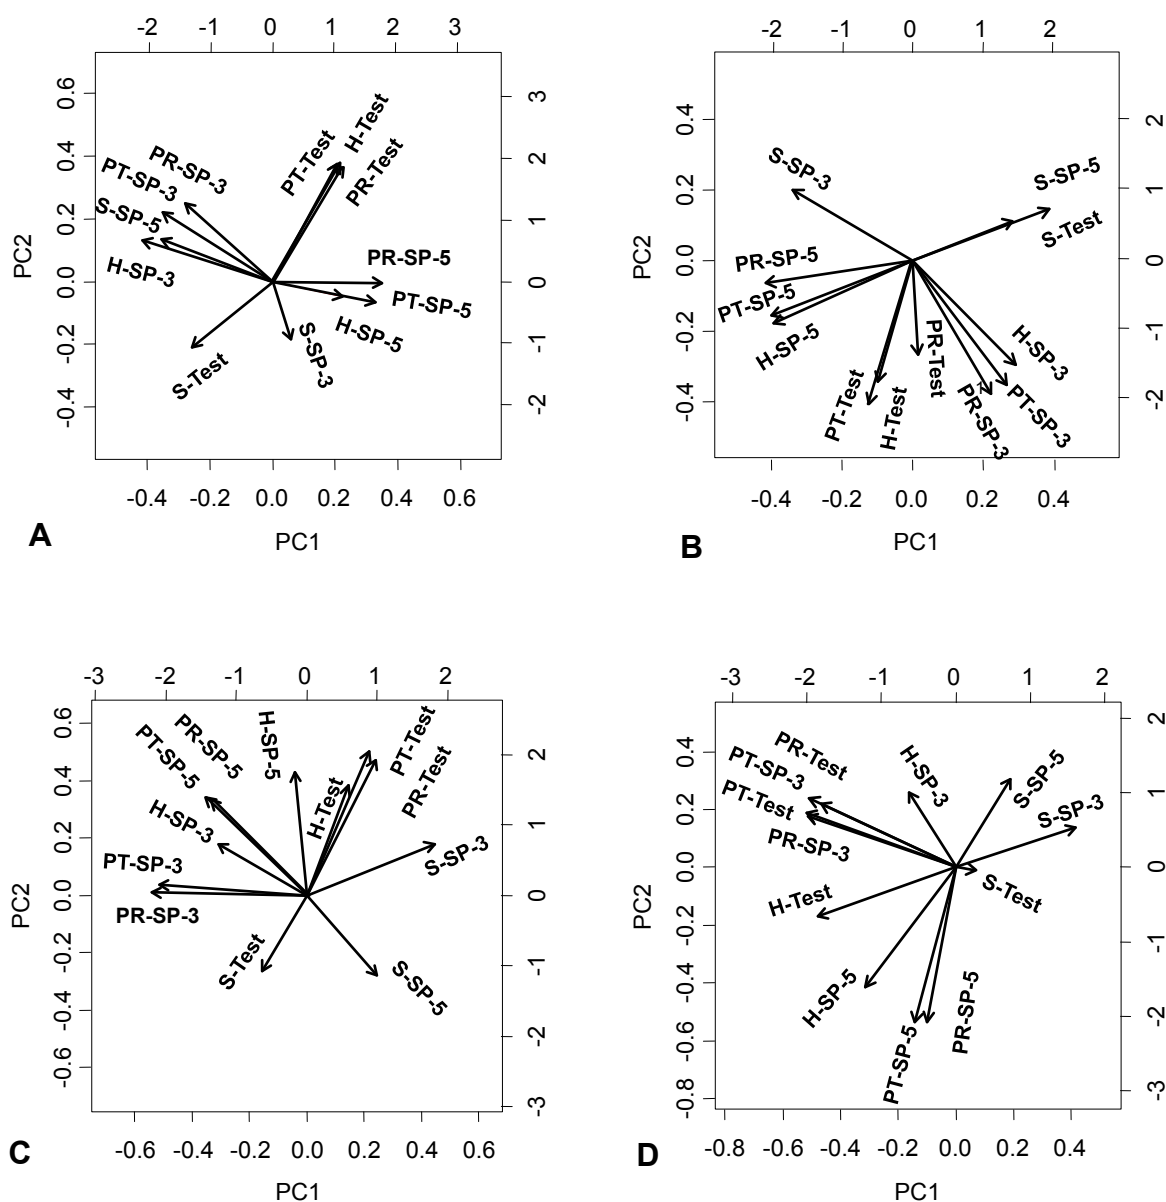 -2 -1 0 1 2 3
PC2
0.6
0.4
0.2
0.0
-0.2
-0.4
3
2
1
0
-1
-2
PT-Test
H-Test
PR-Test
PR-SP-3
PT-SP-3
S-SP-5
H-SP-3
PR-SP-5
PT-SP-5
H-SP-5
S-SP-3
S-Test
-0.4 -0.2 0.0 0.2 0.4 0.6
PC1
A
-2 -1 0 1 2
PC2
0.4
0.2
0.0
-0.2
-0.4
2
1
0
-1
-2
S-SP-3
S-SP-5
S-Test
PR-SP-5
PT-SP-5
H-SP-5
PT-Test
H-Test
PR-Test
PR-SP-3
PT-SP-3
H-SP-3
-0.4 -0.2 0.0 0.2 0.4
PC1
B
-3 -2 -1 0 1 2
PC2
0.6
0.4
0.2
0.0
-0.2
-0.4
-0.6
2
1
0
-1
-2
-3
PT-SP-5
PR-SP-5
H-SP-5
H-Test
PT-Test
PR-Test
H-SP-3
PT-SP-3
PR-SP-3
S-SP-3
S-Test
S-SP-5
-0.6 -0.4 -0.2 0.0 0.2 0.4 0.6
PC1
C
-3 -2 -1 0 1 2
PC2
0.4
0.2
0.0
-0.2
-0.4
-0.6
-0.8
2
1
0
-1
-2
-3
PR-Test
PT-SP-3
PT-Test
PR-SP-3
H-SP-3
S-SP-5
S-SP-3
S-Test
H-Test
H-SP-5
PT-SP-5
PR-SP-5
-0.8 -0.6 -0.4 -0.2 0.0 0.2 0.4
PC1
D